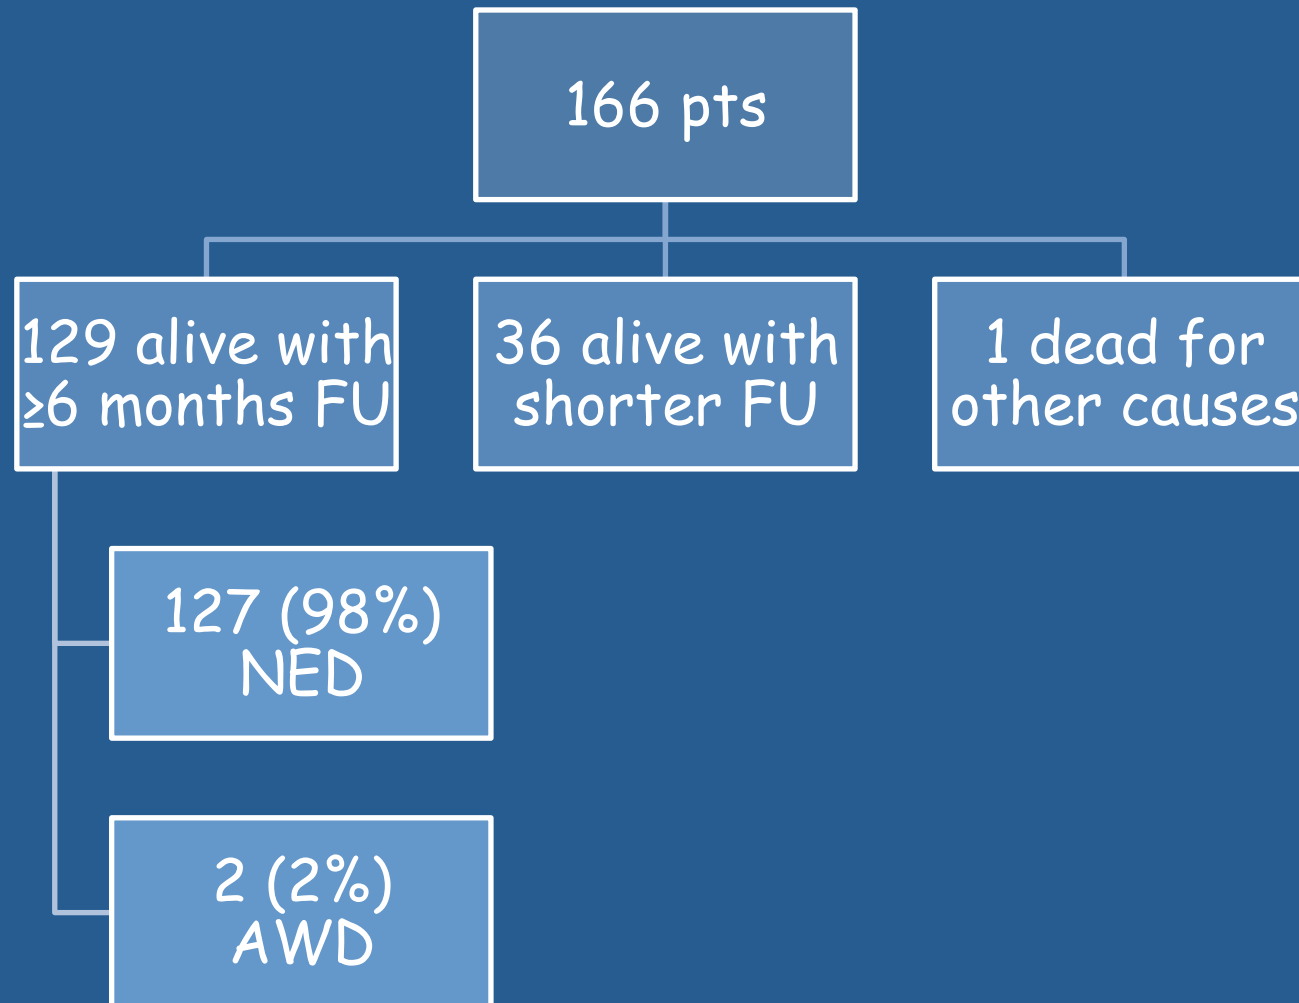 166 pts
129 alive with
≥6 months FU
36 alive with
shorter FU
1 dead for
other causes
127 (98%)
NED
2 (2%)
AWD